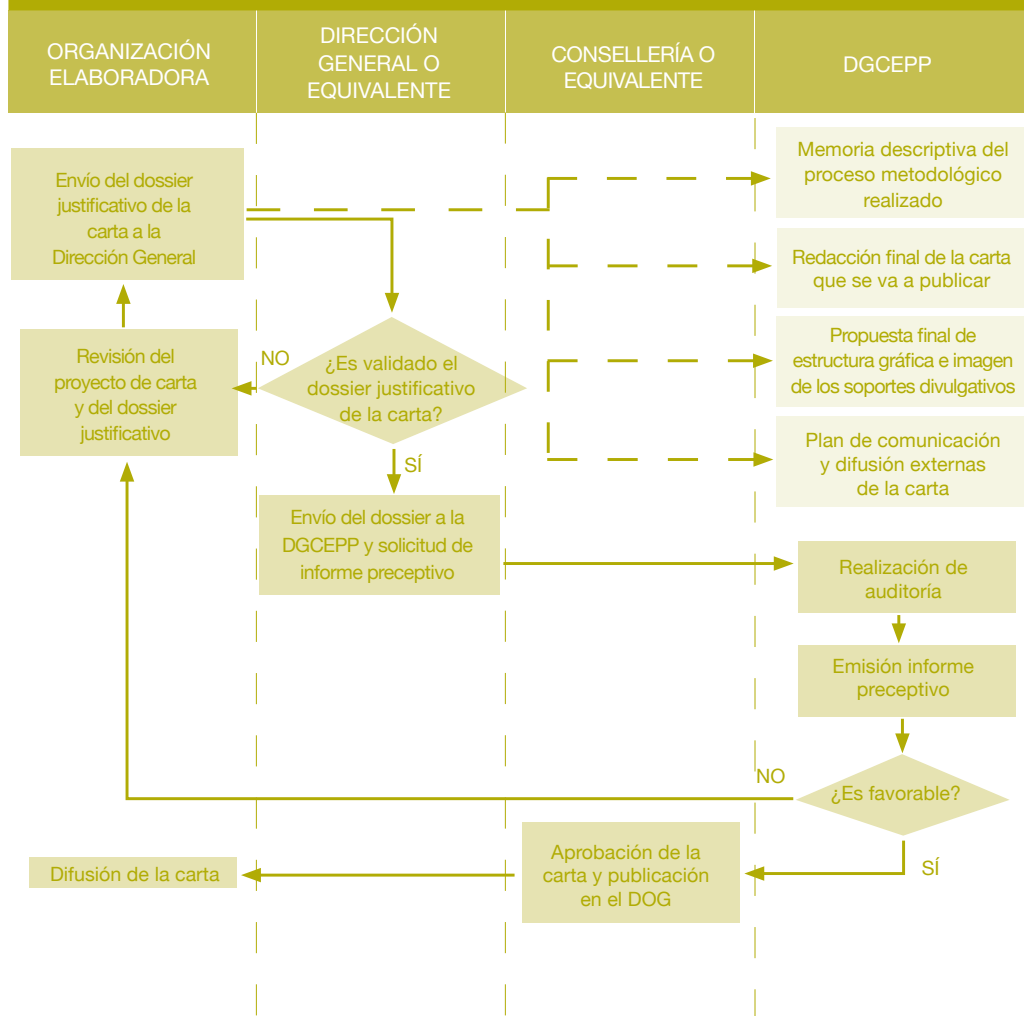 ORGANIZACIÓN
ELABORADORA
DIRECCIÓN
GENERAL O
EQUIVALENTE
CONSELLERÍA O
EQUIVALENTE
DGCEPP
Envío del dossier
justificativo de la
carta a la
Dirección General
Memoria descriptiva del
proceso metodológico
realizado
Redacción final de la carta
que se va a publicar
Revisión del
proyecto de carta
y del dossier
justificativo
NO
¿Es validado el
dossier justificativo
de la carta?
Propuesta final de
estructura gráfica e imagen
de los soportes divulgativos
SÍ
Plan de comunicación
y difusión externas
de la carta
Envío del dossier a la
DGCEPP y solicitud de
informe preceptivo
Realización de
auditoría
Emisión informe
preceptivo
NO
¿Es favorable?
SÍ
Aprobación de la
carta y publicación
en el DOG
Difusión de la carta